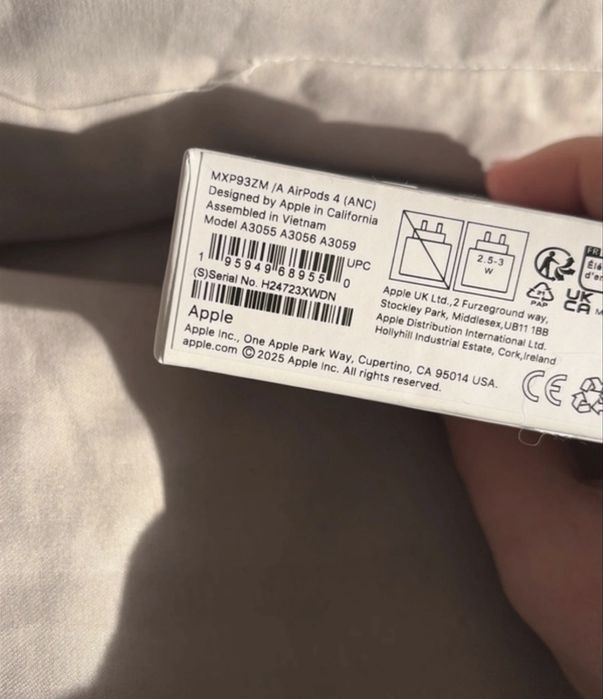 MXP93ZM /A AirPods 4 (ANC)
Designed by Apple in California
Assembled in Vietnam
Model A3055 A3056 A3059
1 95949 68955 0 UPC
(S)Serial No. H24723XWDN
Apple
Apple Inc., One Apple Park Way, Cupertino, CA 95014 USA.
apple.com © 2025 Apple Inc. All rights reserved.
2.5-3
W
Apple UK Ltd.,2 Furzeground way,
Stockley Park, Middlesex,UB11 1BB
Apple Distribution International Ltd.
Hollyhill Industrial Estate, Cork,Ireland
21
PAP
UK
CA
FR
CE